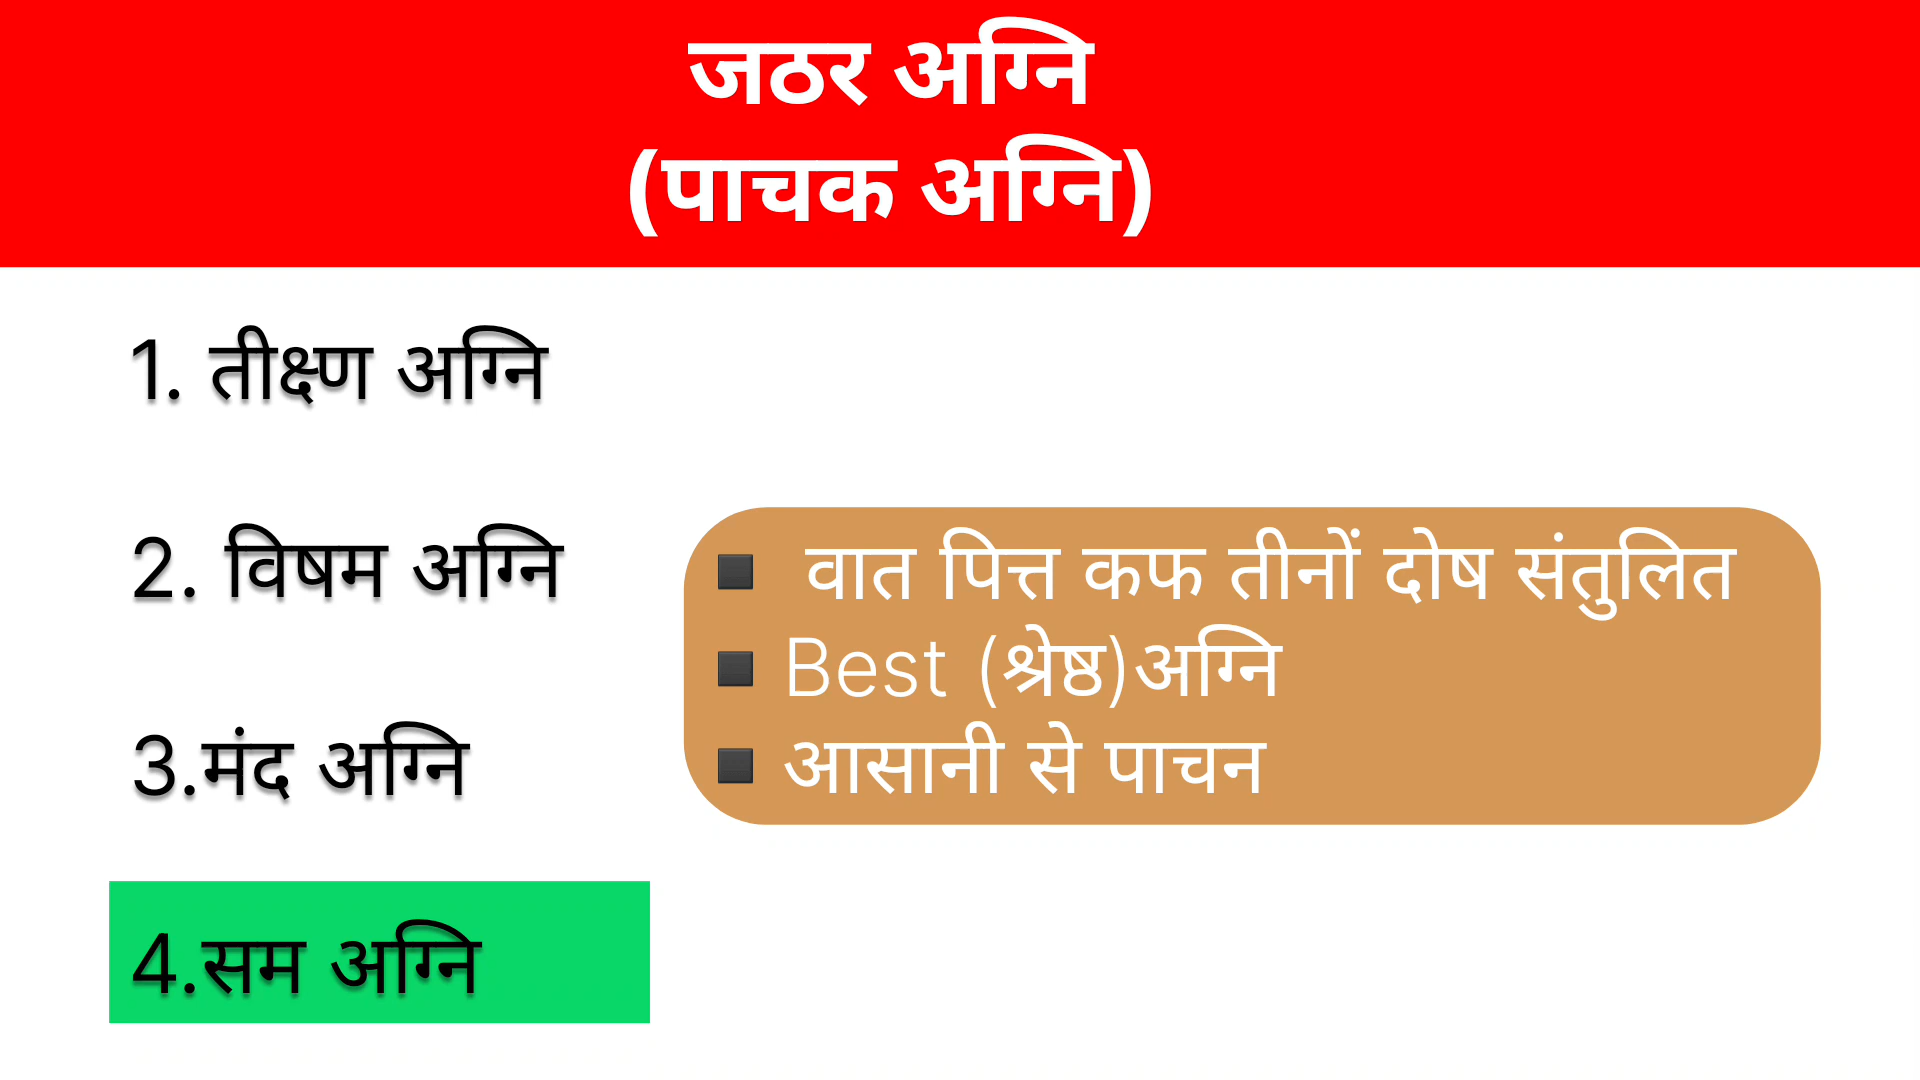 जठर अग्नि
(पाचक अग्नि)
1. तीक्ष्ण अग्नि
2. विषम अग्नि
3.मंद अग्नि
4.सम अग्नि
▪ वात पित्त कफ तीनों दोष संतुलित
▪ Best (श्रेष्ठ)अग्नि
▪ आसानी से पाचन